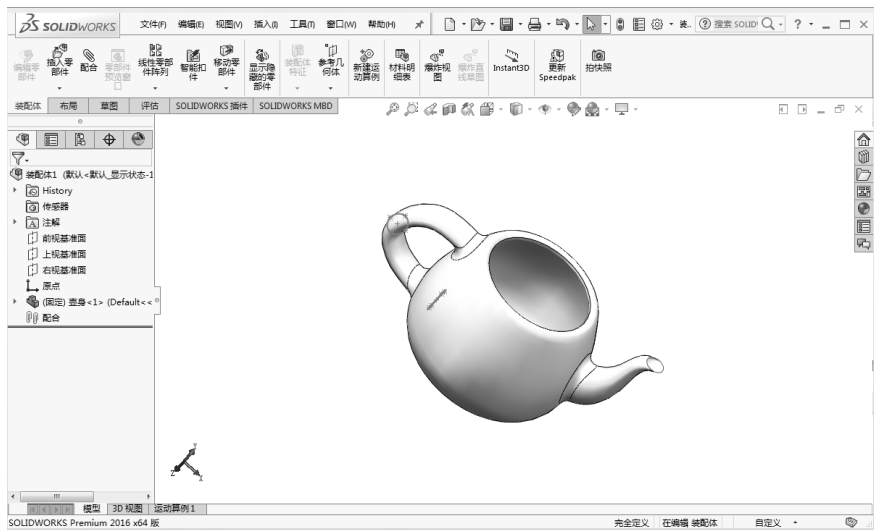 SOLIDWORKS 文件(F) 编辑(E) 视图(V) 插入(I) 工具(T) 窗口(W) 帮助(H) 装.. 搜索 SOLID ?
编辑零部件 插入零部件 配合 零部件预览窗口 线性零部件阵列 智能扣件 移动零部件 显示隐藏的零部件 装配体特征 参考几何体 新建运动算例 材料明细表 爆炸视图 爆炸直线草图 Instant3D 更新 Speedpak 拍快照
装配体 布局 草图 评估 SOLIDWORKS 插件 SOLIDWORKS MBD
装配体1 (默认<默认_显示状态-1
History
传感器
注解
前视基准面
上视基准面
右视基准面
原点
(固定) 壶身<1> (Default<<
配合
Y
Z
X
模型 3D 视图 运动算例1
SOLIDWORKS Premium 2016 x64 版 完全定义 在编辑 装配体 自定义